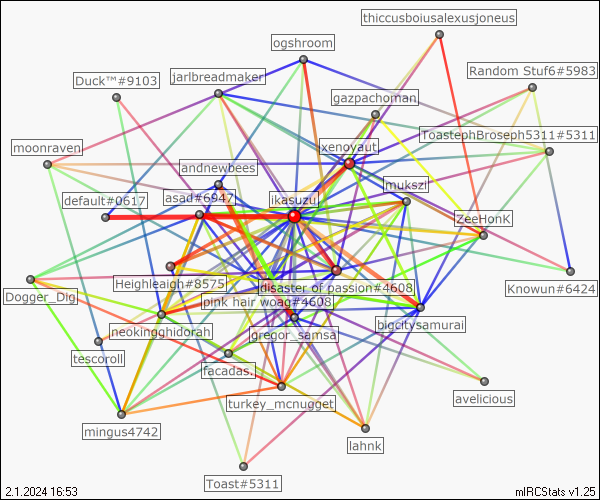 thiccusboiusalexusjoneus
ogshroom
Random Stuf6#5983
jarlbreadmaker
Duck™#9103
gazpachoman
ToastephBroseph5311#5311
xenoyaut
moonraven
andnewbees
mukszi
default#0617
asad#6947
ikasuzu
ZeeHonK
Heighleaigh#8575
disaster of passion#4608
Knowun#6424
Dogger_Dig
pink hair woag#4608
neokingghidorah
gregor_samsa
bigcitysamurai
tescoroll
facadas.
avelicious
turkey_mcnugget
mingus4742
lahnk
Toast#5311
2.1.2024 16:53
mIRCStats v1.25